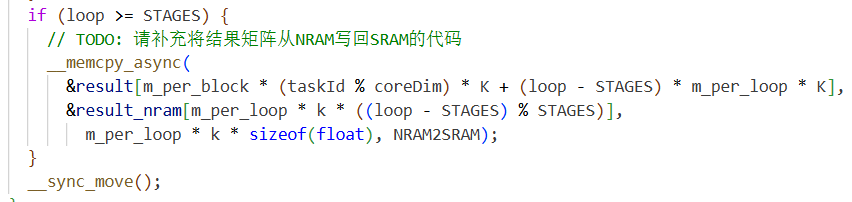 if (loop >= STAGES) {
// TODO: 请补充将结果矩阵从NRAM写回SRAM的代码
__memcpy_async(
&result[m_per_block * (taskId % coreDim) * K + (loop - STAGES) * m_per_loop * K],
&result_nram[m_per_loop * k * ((loop - STAGES) % STAGES)],
m_per_loop * k * sizeof(float), NRAM2SRAM);
}
__sync_move();